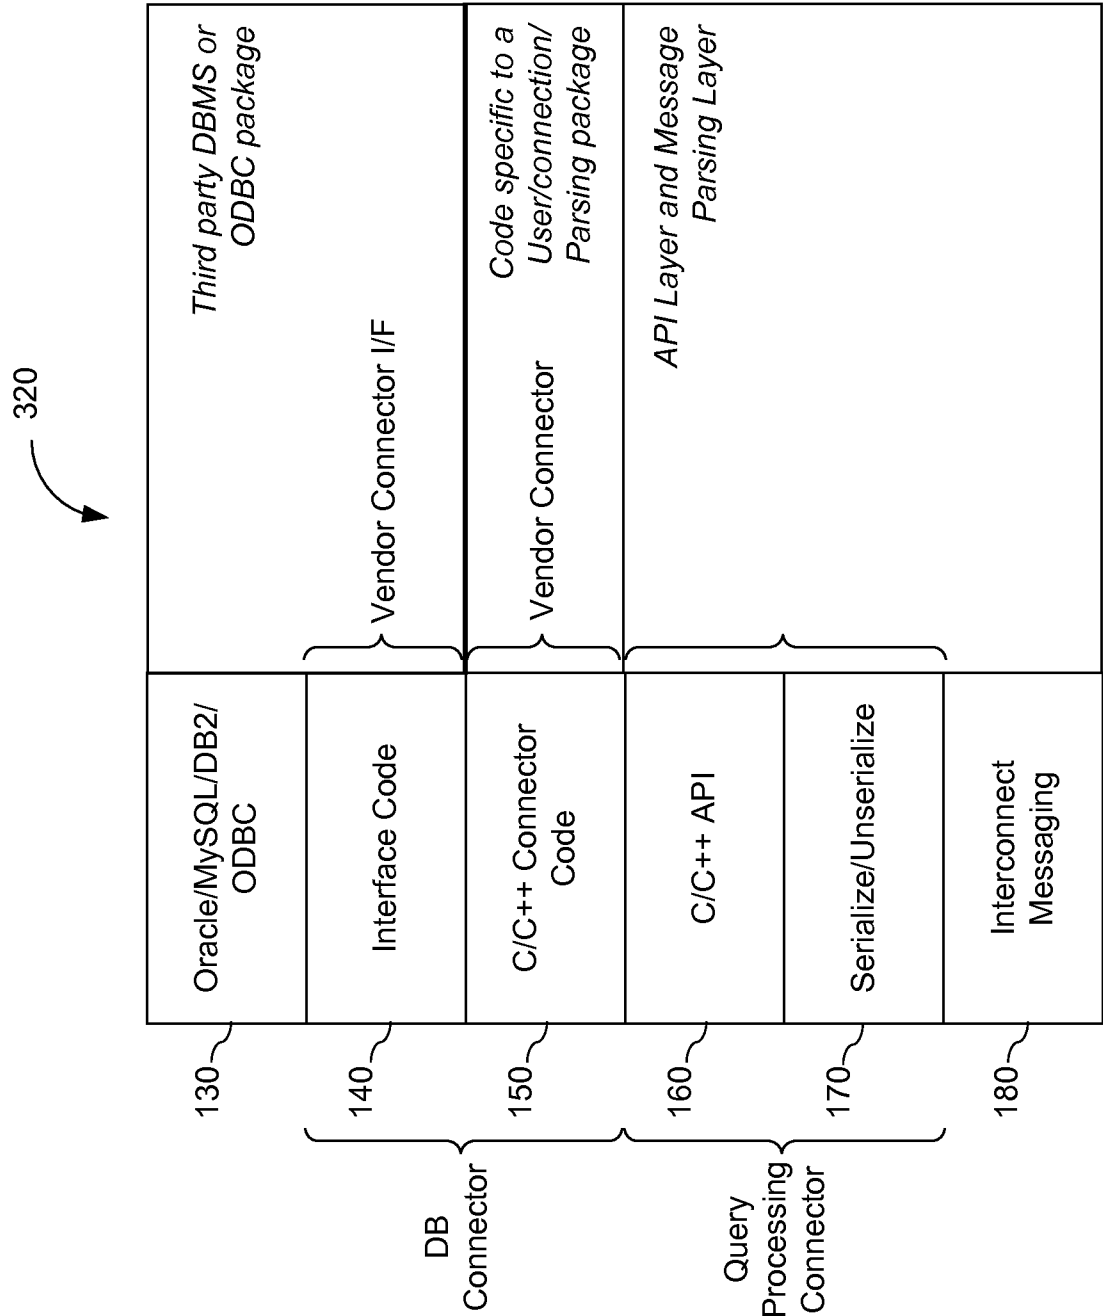 320
130
Oracle/MySQL/DB2/
ODBC
Third party DBMS or
ODBC package
DB
Connector
140
Interface Code
Vendor Connector I/F
150
C/C++ Connector
Code
Vendor Connector
Code specific to a
User/connection/
Parsing package
Query
Processing
Connector
160
C/C++ API
API Layer and Message
Parsing Layer
170
Serialize/Unserialize
180
Interconnect
Messaging